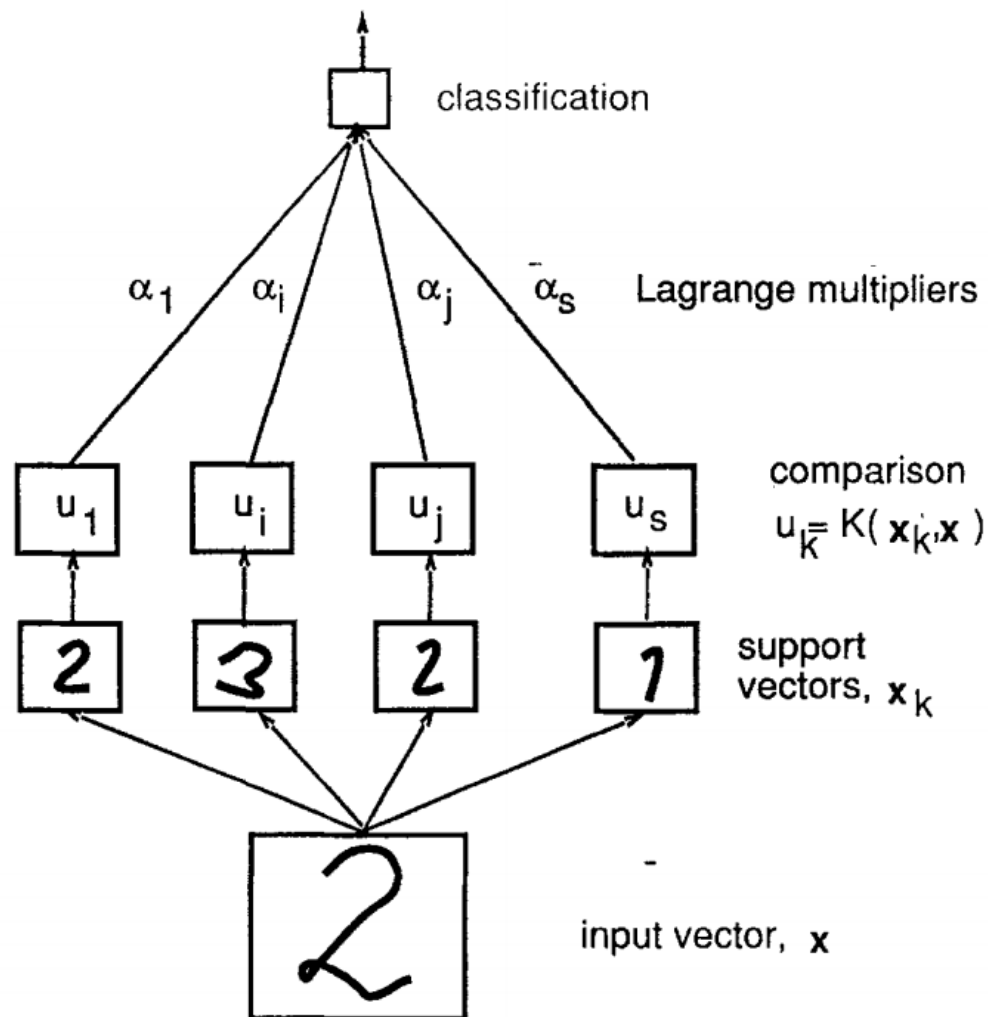 classification
α1 αi αj αs Lagrange multipliers
comparison
u1 ui uj us uk = K( xk, x )
2 3 2 1 support
vectors, xk
2
input vector, x